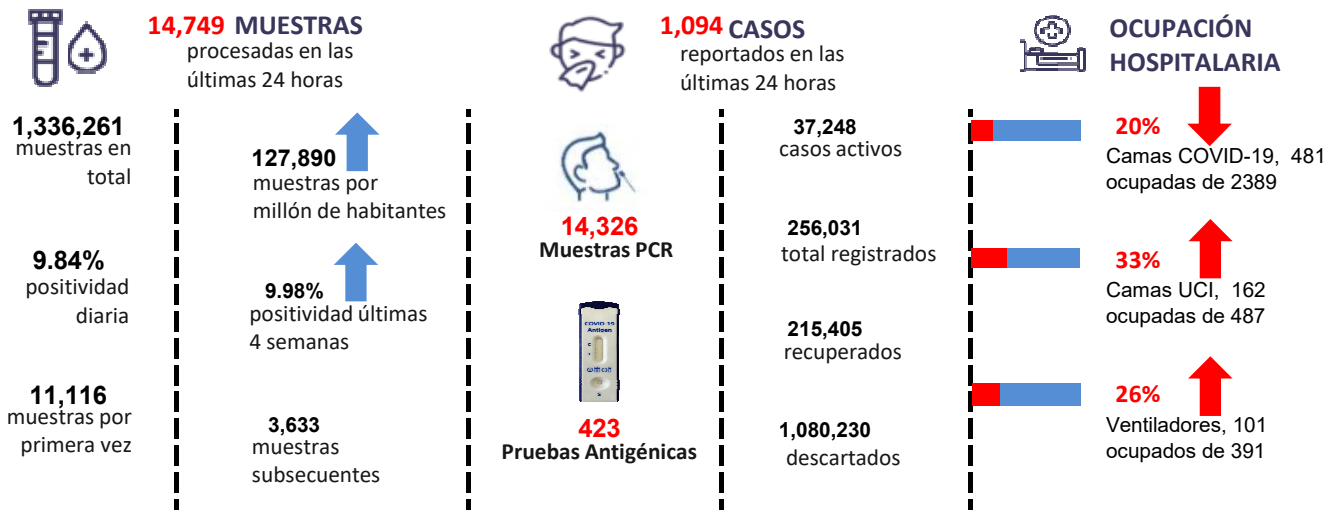 14,749 MUESTRAS
procesadas en las
últimas 24 horas
1,336,261
muestras en
total
9.84%
positividad
diaria
11,116
muestras por
primera vez
127,890
muestras por
millón de habitantes
9.98%
positividad últimas
4 semanas
3,633
muestras
subsecuentes
1,094 CASOS
reportados en las
últimas 24 horas
14,326
Muestras PCR
COVID-19
Antigen
C
S
423
Pruebas Antigénicas
37,248
casos activos
256,031
total registrados
215,405
recuperados
1,080,230
descartados
OCUPACIÓN
HOSPITALARIA
20%
Camas COVID-19, 481
ocupadas de 2389
33%
Camas UCI, 162
ocupadas de 487
26%
Ventiladores, 101
ocupados de 391